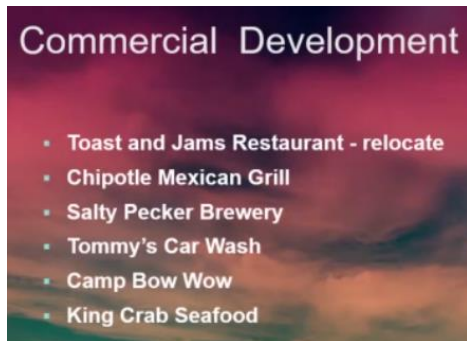 Commercial Development
Toast and Jams Restaurant - relocate
Chipotle Mexican Grill
Salty Pecker Brewery
Tommy's Car Wash
Camp Bow Wow
King Crab Seafood